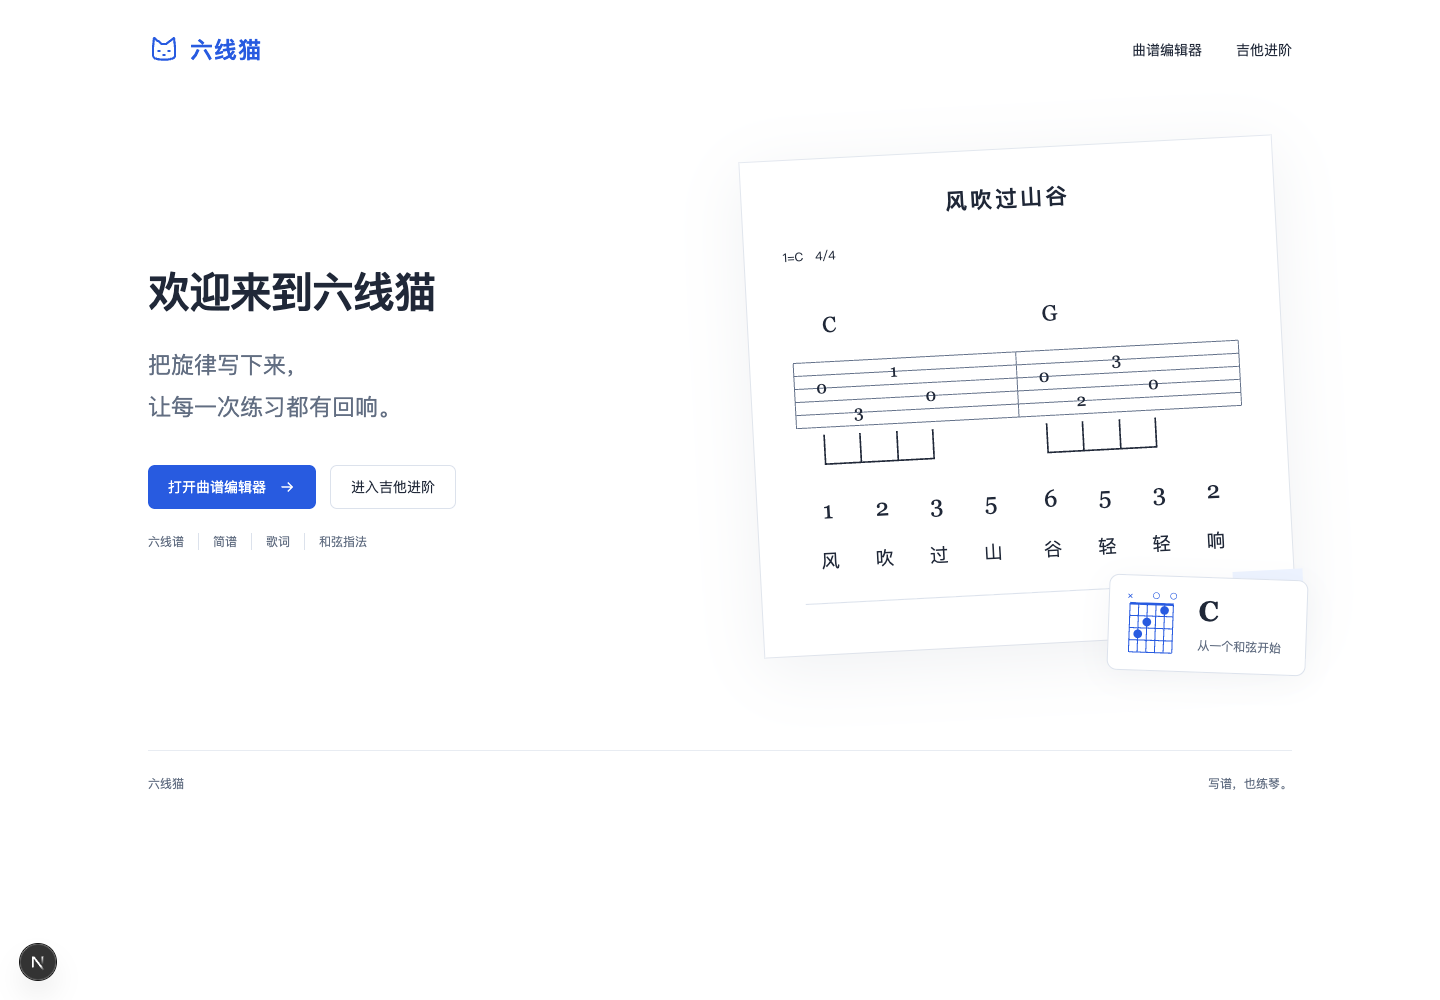 六线猫
曲谱编辑器 吉他进阶
欢迎来到六线猫
把旋律写下来,
让每一次练习都有回响。
打开曲谱编辑器 → 进入吉他进阶
六线谱 简谱 歌词 和弦指法
风吹过山谷
1=C 4/4
C G
0 3 1 0 0 2 3 0
1 2 3 5 6 5 3 2
风 吹 过 山 谷 轻 轻 响
× ○ ○
C
从一个和弦开始
六线猫
写谱，也练琴。
N